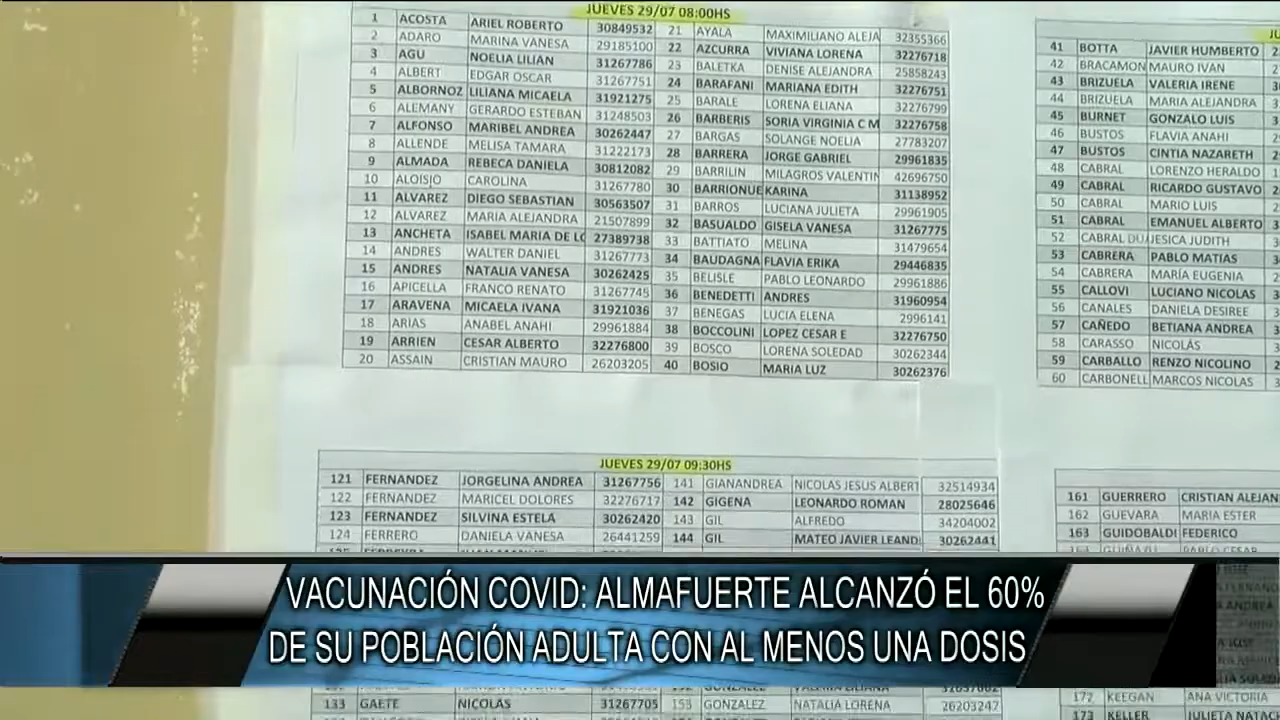 JUEVES 29/07 08:00HS
1 ACOSTA ARIEL ROBERTO 30849532 21 AYALA MAXIMILIANO ALEJA 32355366
2 ADARO MARINA VANESA 29185100 22 AZCURRA VIVIANA LORENA 32276718
3 AGU NOELIA LILIAN 31267786 23 BALETKA DENISE ALEJANDRA 25858243
4 ALBERT EDGAR OSCAR 31267751 24 BARAFANI MARIANA EDITH 32276751
5 ALBORNOZ LILIANA MICAELA 31921275 25 BARALE LORENA ELIANA 32276799
6 ALEMANY GERARDO ESTEBAN 31248503 26 BARBERIS SORIA VIRGINIA C M 32276758
7 ALFONSO MARIBEL ANDREA 30262447 27 BARGAS SOLANGE NOELIA 27783207
8 ALLENDE MELISA TAMARA 31222173 28 BARRERA JORGE GABRIEL 29961835
9 ALMADA REBECA DANIELA 30812082 29 BARRILIN MILAGROS VALENTIN 42696750
10 ALOISIO CAROLINA 31267780 30 BARRIONUE KARINA 31138952
11 ALVAREZ DIEGO SEBASTIAN 30563507 31 BARROS LUCIANA JULIETA 29961905
12 ALVAREZ MARIA ALEJANDRA 21507899 32 BASUALDO GISELA VANESA 31267775
13 ANCHETA ISABEL MARIA DE LO 27389738 33 BATTIATO MELINA 31479654
14 ANDRES WALTER DANIEL 31267773 34 BAUDAGNA FLAVIA ERIKA 29446835
15 ANDRES NATALIA VANESA 30262425 35 BELISLE PABLO LEONARDO 29961886
16 APICELLA FRANCO RENATO 31267745 36 BENEDETTI ANDRES 31960954
17 ARAVENA MICAELA IVANA 31921036 37 BENEGAS LUCIA ELENA 2996141
18 ARIAS ANABEL ANAHI 29961884 38 BOCCOLINI LOPEZ CESAR E 32276750
19 ARRIEN CESAR ALBERTO 32276800 39 BOSCO LORENA SOLEDAD 30262344
20 ASSAIN CRISTIAN MAURO 26203205 40 BOSIO MARIA LUZ 30262376
41 BOTTA JAVIER HUMBERTO
42 BRACAMON MAURO IVAN
43 BRIZUELA VALERIA IRENE
44 BRIZUELA MARIA ALEJANDRA
45 BURNET GONZALO LUIS
46 BUSTOS FLAVIA ANAHI
47 BUSTOS CINTIA NAZARETH
48 CABRAL LORENZO HERALDO
49 CABRAL RICARDO GUSTAVO
50 CABRAL MARIO LUIS
51 CABRAL EMANUEL ALBERTO
52 CABRAL DU JESICA JUDITH
53 CABRERA PABLO MATIAS
54 CABRERA MARÍA EUGENIA
55 CALLOVI LUCIANO NICOLAS
56 CANALES DANIELA DESIREE
57 CAÑEDO BETIANA ANDREA
58 CARASSO NICOLÁS
59 CARBALLO RENZO NICOLINO
60 CARBONELL MARCOS NICOLAS
JUEVES 29/07 09:30HS
121 FERNANDEZ JORGELINA ANDREA 31267756 141 GIANANDREA NICOLAS JESUS ALBERT 32514934
122 FERNANDEZ MARICEL DOLORES 32276717 142 GIGENA LEONARDO ROMAN 28025646
123 FERNANDEZ SILVINA ESTELA 30262420 143 GIL ALFREDO 34204002
124 FERRERO DANIELA VANESA 26441259 144 GIL MATEO JAVIER LEAND 30262441
161 GUERRERO CRISTIAN ALEJAN
162 GUEVARA MARIA ESTER
163 GUIDOBALDI FEDERICO
VACUNACIÓN COVID: ALMAFUERTE ALCANZÓ EL 60%
DE SU POBLACIÓN ADULTA CON AL MENOS UNA DOSIS
133 GAETE NICOLAS 31267705 153 GONZALEZ NATALIA LORENA 26203247
172 KEEGAN ANA VICTORIA
173 KELLER JULIETA NATACI